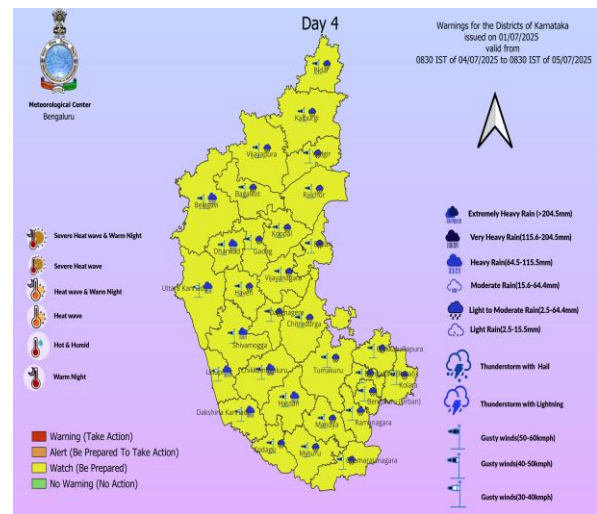 Day 4
Warnings for the Districts of Karnataka
issued on 01/07/2025
valid from
0830 IST of 04/07/2025 to 0830 IST of 05/07/2025
Meteorological Center
Bengaluru
Bidar
Kalburgi
Vijayapura
Bagalkot
Raichur
Belagavi
Koppal
Dharwad
Gadag
Vijayanagara
Uttara Kannada
Haveri
Chitradurga
Shivamogga
Tumakuru
Kolara
Bengaluru (Urban)
Hassan
Dakshina Kannada
Mandya
Ramanagara
Kodagu
Mysuru
Chamarajanagara
Severe Heat wave & Warm Night
Severe Heat wave
Heat wave & Warm Night
Heat wave
Hot & Humid
Warm Night
Extremely Heavy Rain (>204.5mm)
Very Heavy Rain(115.6-204.5mm)
Heavy Rain(64.5-115.5mm)
Moderate Rain(15.6-64.4mm)
Light to Moderate Rain(2.5-64.4mm)
Light Rain(2.5-15.5mm)
Thunderstorm with Hail
Thunderstorm with Lightning
Gusty winds(50-60kmph)
Gusty winds(40-50kmph)
Gusty winds(30-40kmph)
Warning (Take Action)
Alert (Be Prepared To Take Action)
Watch (Be Prepared)
No Warning (No Action)